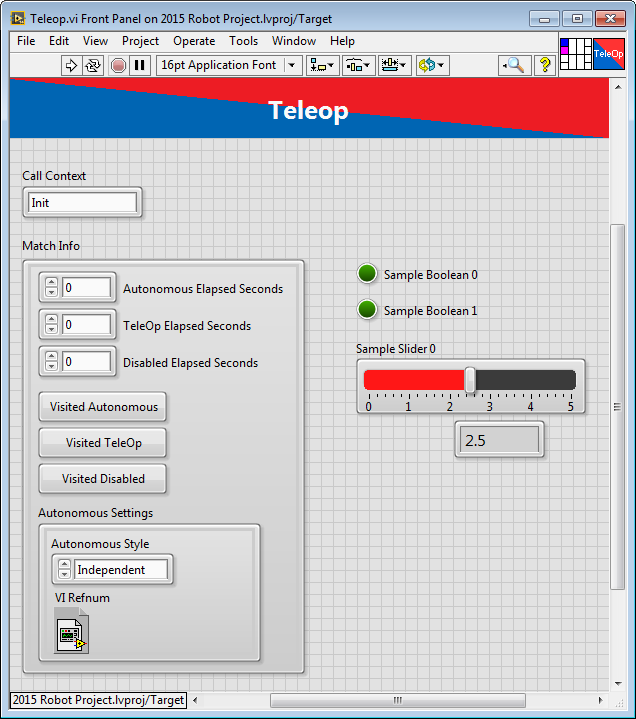 Teleop.vi Front Panel on 2015 Robot Project.lvproj/Target
File Edit View Project Operate Tools Window Help
16pt Application Font
?
TeleOp
Teleop
Call Context
Init
Match Info
0 Autonomous Elapsed Seconds
0 TeleOp Elapsed Seconds
0 Disabled Elapsed Seconds
Visited Autonomous
Visited TeleOp
Visited Disabled
Autonomous Settings
Autonomous Style
Independent
VI Refnum
Sample Boolean 0
Sample Boolean 1
Sample Slider 0
0 1 2 3 4 5
2.5
2015 Robot Project.lvproj/Target